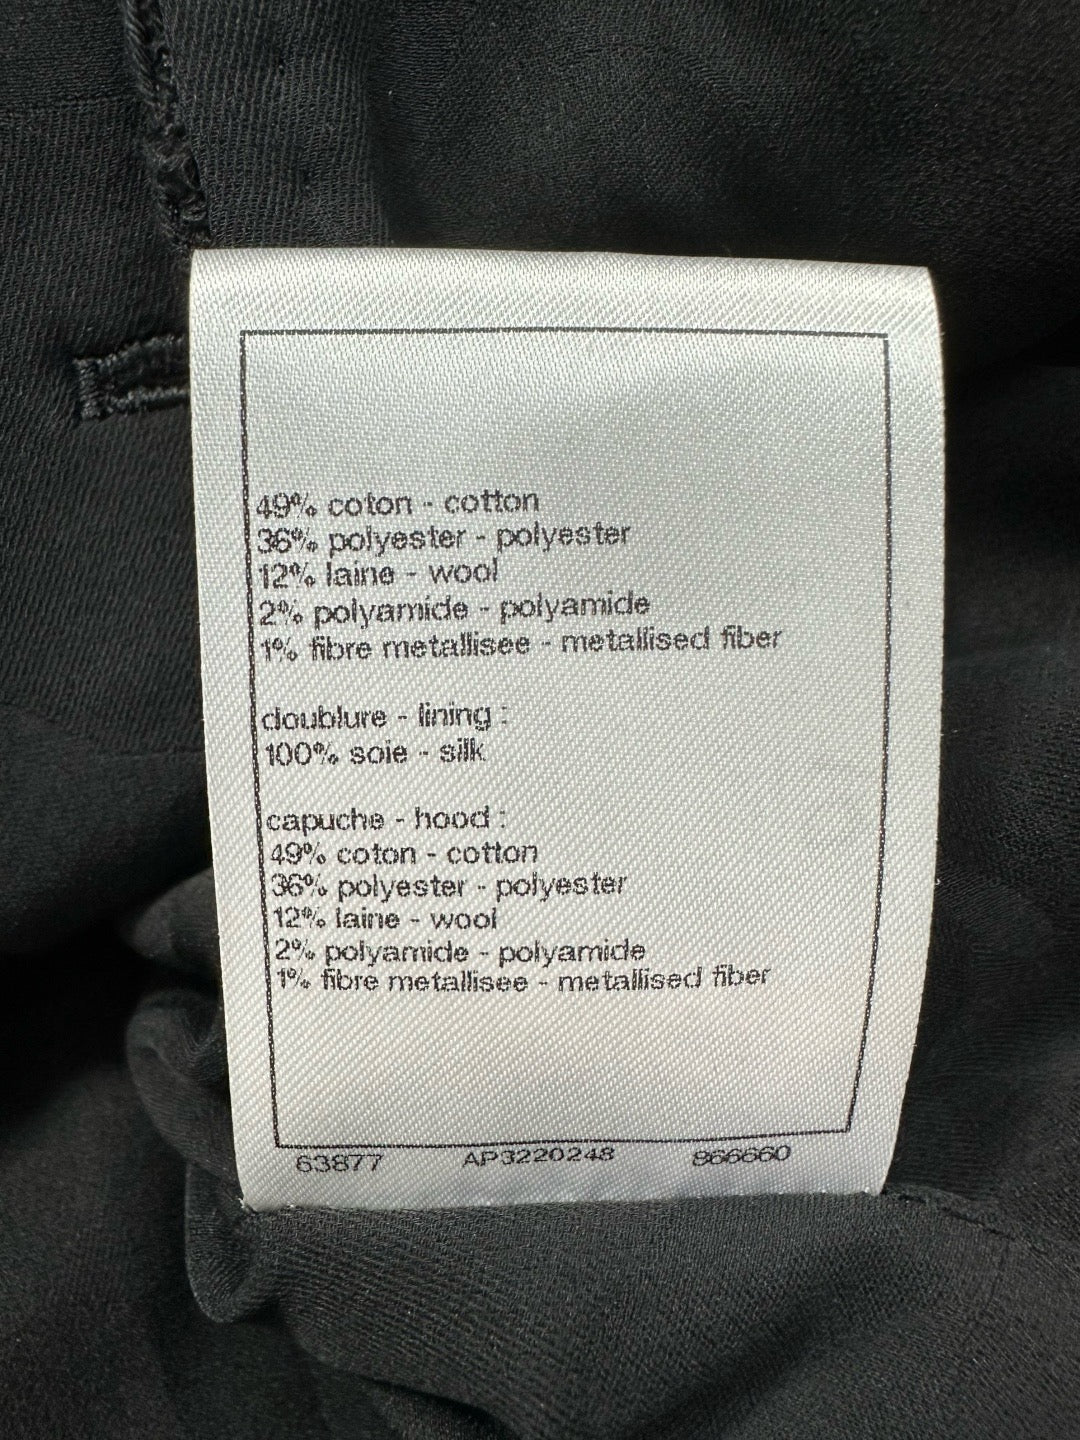 49% coton - cotton
36% polyester - polyester
12% laine - wool
2% polyamide - polyamide
1% fibre metallisee - metallised fiber
doublure - lining :
100% soie - silk
capuche - hood :
49% coton - cotton
36% polyester - polyester
12% laine - wool
2% polyamide - polyamide
1% fibre metallisee - metallised fiber
63877 AP3220248 866660